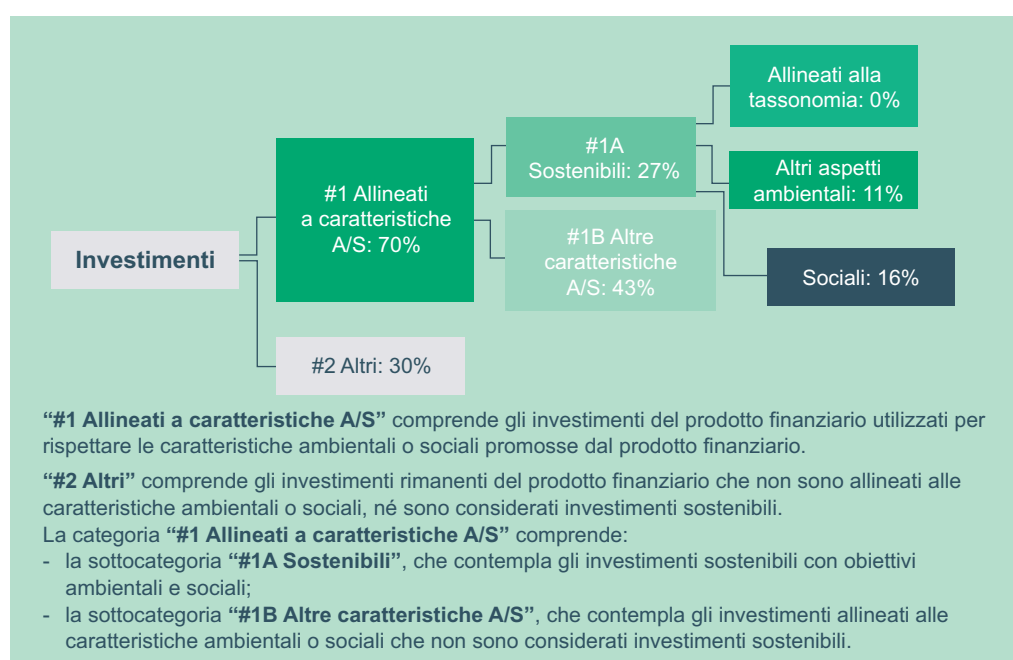 Investimenti
#1 Allineati
a caratteristiche
A/S: 70%
#2 Altri: 30%
#1A
Sostenibili: 27%
#1B Altre
caratteristiche
A/S: 43%
Allineati alla
tassonomia: 0%
Altri aspetti
ambientali: 11%
Sociali: 16%
“#1 Allineati a caratteristiche A/S” comprende gli investimenti del prodotto finanziario utilizzati per
rispettare le caratteristiche ambientali o sociali promosse dal prodotto finanziario.
“#2 Altri” comprende gli investimenti rimanenti del prodotto finanziario che non sono allineati alle
caratteristiche ambientali o sociali, né sono considerati investimenti sostenibili.
La categoria “#1 Allineati a caratteristiche A/S” comprende:
- la sottocategoria “#1A Sostenibili”, che contempla gli investimenti sostenibili con obiettivi
ambientali e sociali;
- la sottocategoria “#1B Altre caratteristiche A/S”, che contempla gli investimenti allineati alle
caratteristiche ambientali o sociali che non sono considerati investimenti sostenibili.